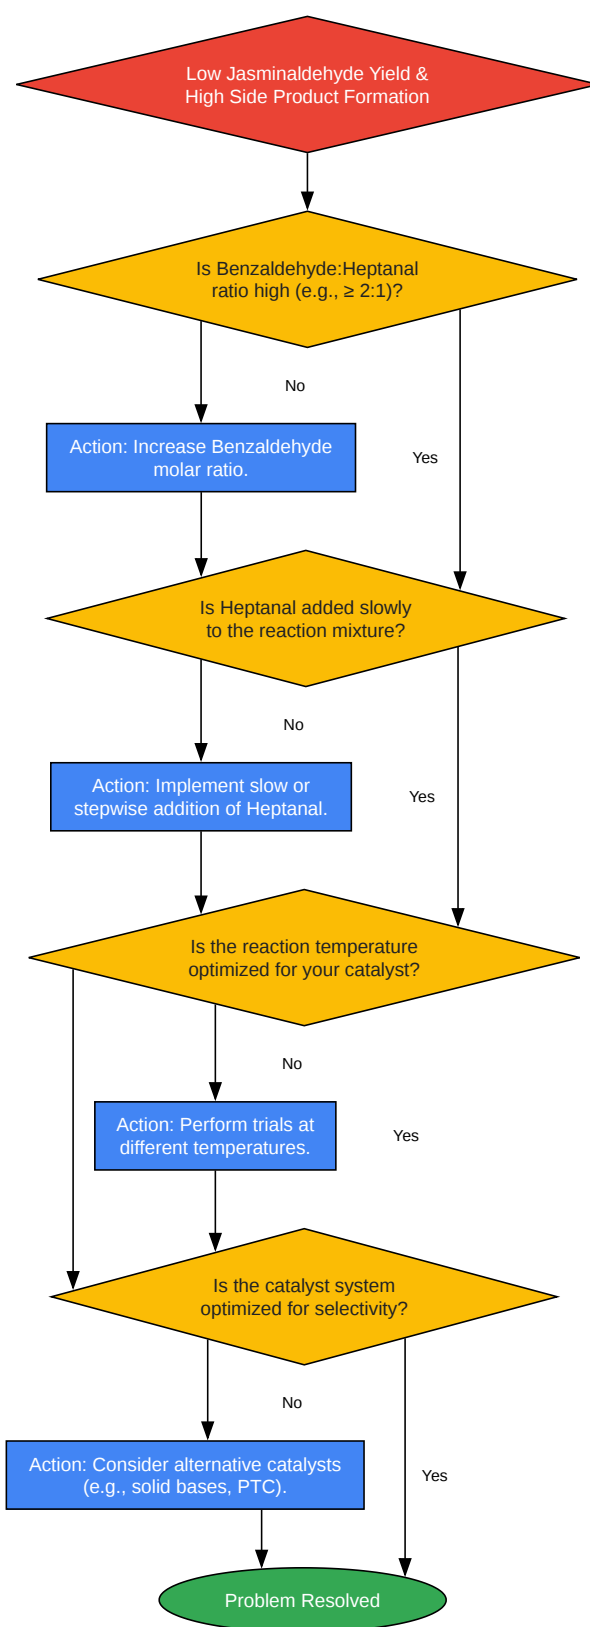 Low Jasminaldehyde Yield &
High Side Product Formation
Is Benzaldehyde:Heptanal
ratio high (e.g., ≥ 2:1)?
No
Action: Increase Benzaldehyde
molar ratio.
Yes
Is Heptanal added slowly
to the reaction mixture?
No
Action: Implement slow or
stepwise addition of Heptanal.
Yes
Is the reaction temperature
optimized for your catalyst?
No
Action: Perform trials at
different temperatures.
Yes
Is the catalyst system
optimized for selectivity?
No
Action: Consider alternative catalysts
(e.g., solid bases, PTC).
Yes
Problem Resolved